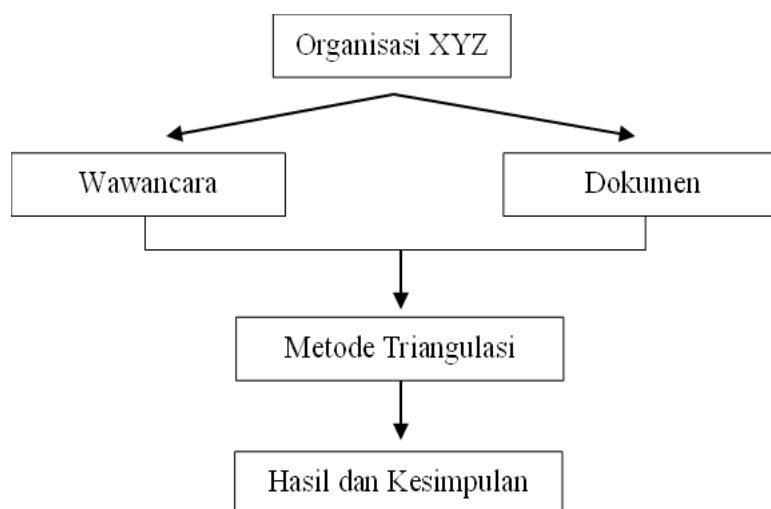 Organisasi XYZ
Wawancara
Dokumen
Metode Triangulasi
Hasil dan Kesimpulan